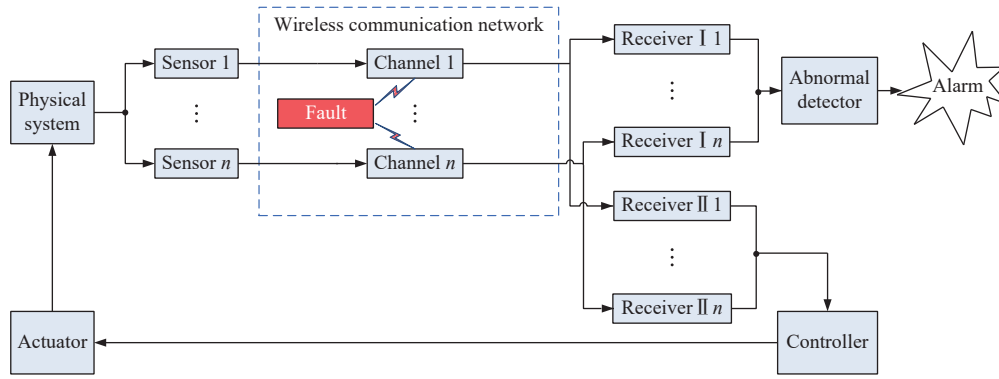 Wireless communication network
Sensor 1
Channel 1
Receiver Ⅰ 1
Physical
system
⋮
Fault
⋮
⋮
Abnormal
detector
Alarm
Sensor n
Channel n
Receiver Ⅰ n
Receiver Ⅱ 1
⋮
Receiver Ⅱ n
Actuator
Controller